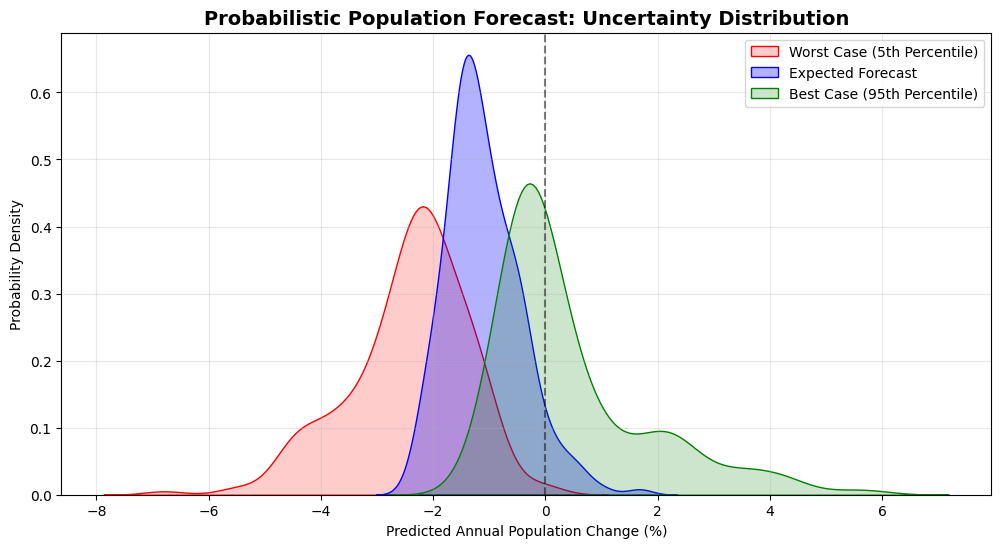 Probabilistic Population Forecast: Uncertainty Distribution
Worst Case (5th Percentile)
Expected Forecast
Best Case (95th Percentile)
Probability Density
0.6
0.5
0.4
0.3
0.2
0.1
0.0
−8 −6 −4 −2 0 2 4 6
Predicted Annual Population Change (%)